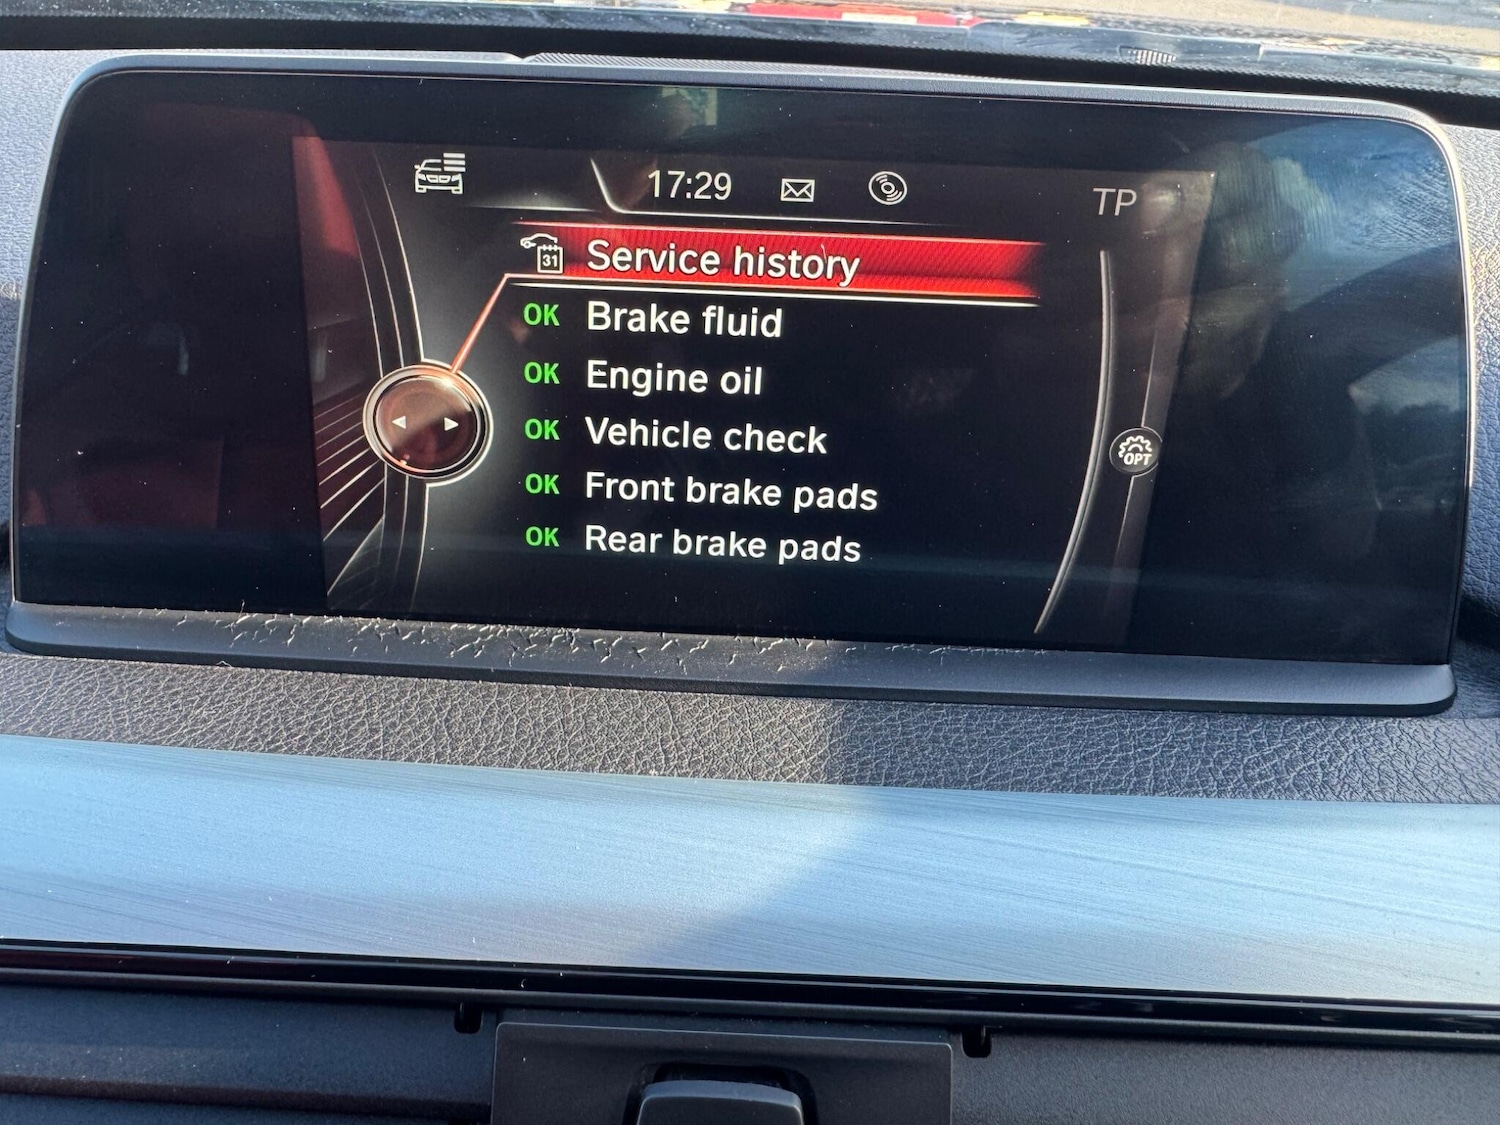 17:29
TP
31 Service history
OK Brake fluid
OK Engine oil
OK Vehicle check
OK Front brake pads
OK Rear brake pads
OPT